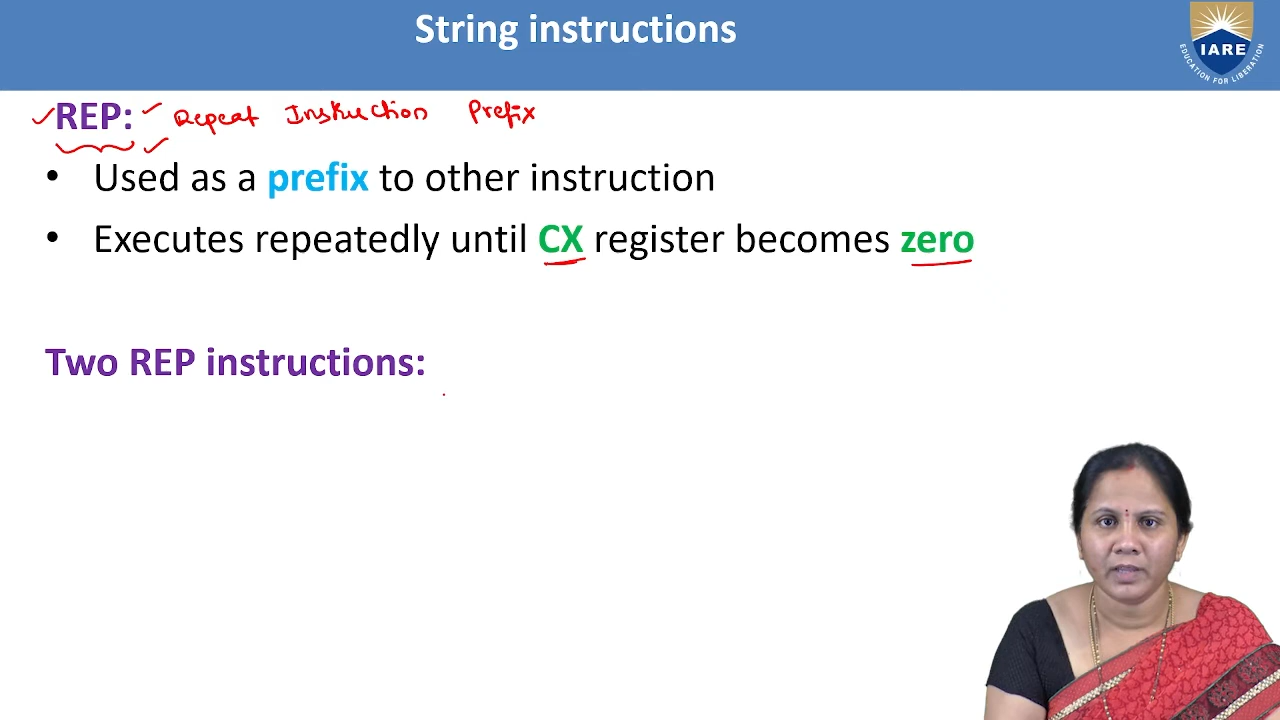 String instructions
IARE
EDUCATION FOR LIBERATION
REP: Repeat Instruction Prefix
• Used as a prefix to other instruction
• Executes repeatedly until CX register becomes zero
Two REP instructions: